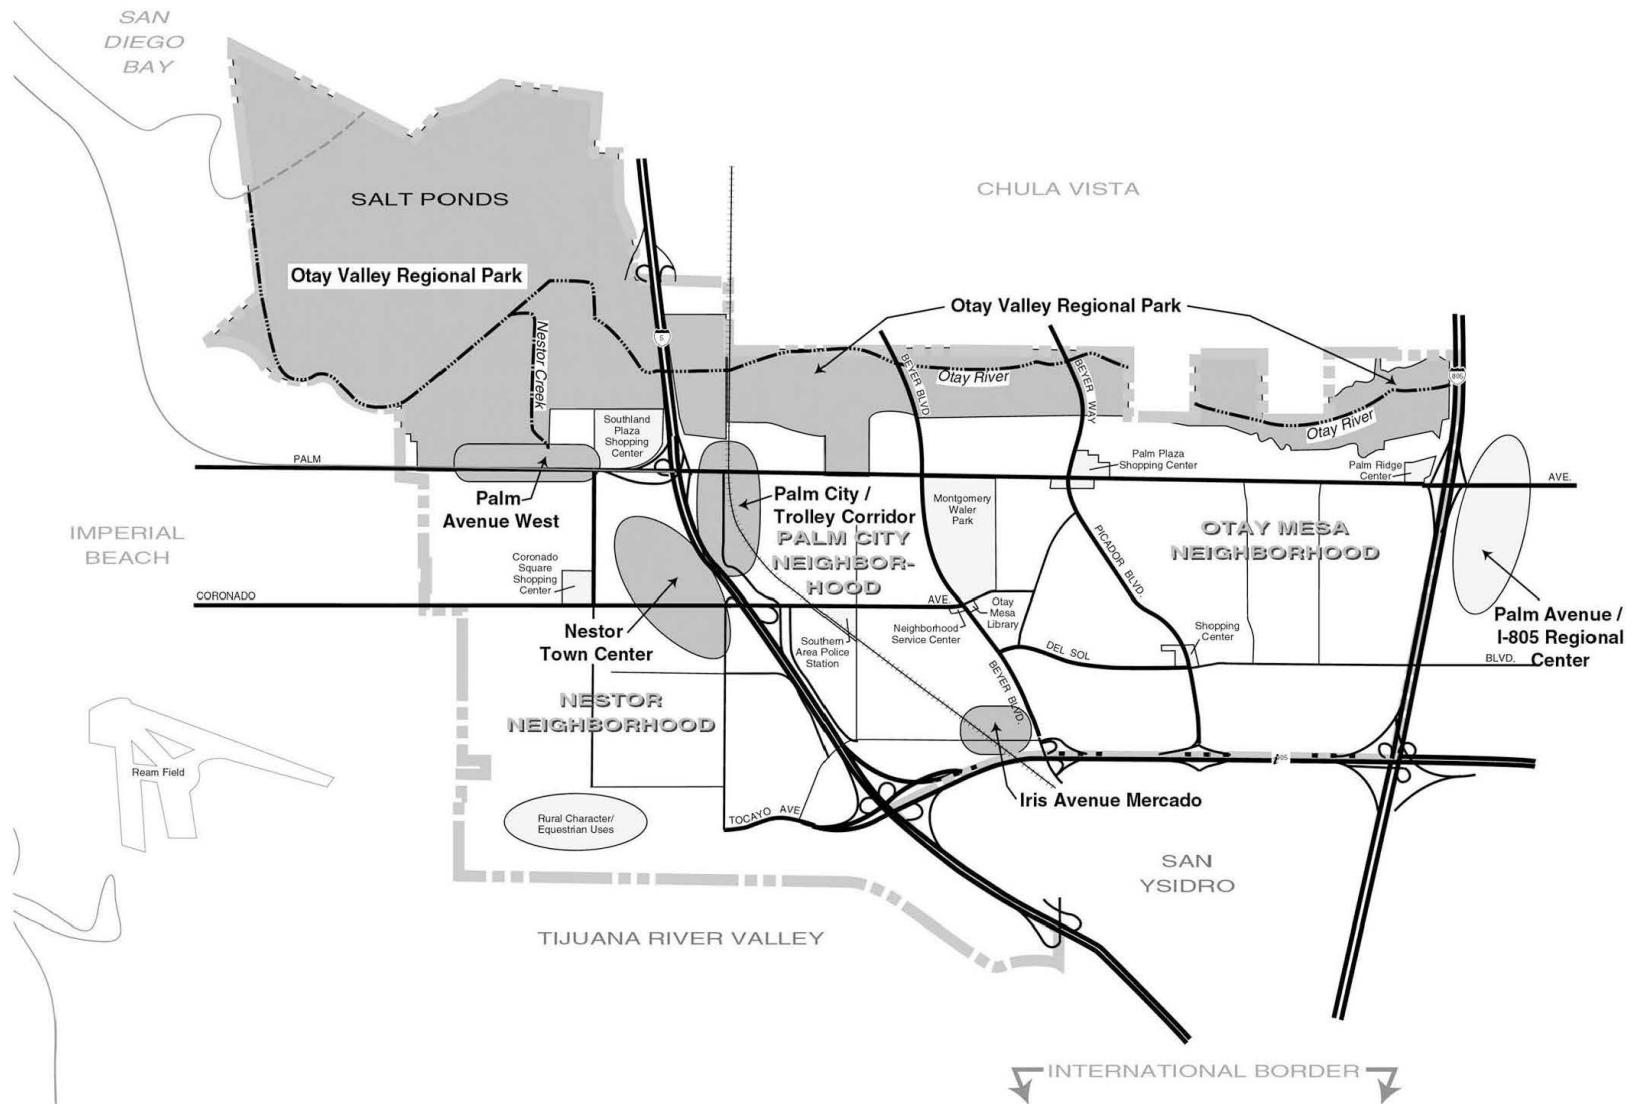 SAN
DIEGO
BAY
SALT PONDS
CHULA VISTA
Otay Valley Regional Park
Otay Valley Regional Park
5
805
Nestor Creek
BEYER BLVD.
Otay River
BEYER WAY
Otay River
Southland
Plaza
Shopping
Center
PALM
Palm Plaza
Shopping Center
Palm Ridge
Center
AVE.
Palm
Avenue West
Palm City /
Trolley Corridor
PALM CITY
NEIGHBOR-
HOOD
Montgomery
Waler
Park
OTAY MESA
NEIGHBORHOOD
PICADOR BLVD.
IMPERIAL
BEACH
Coronado
Square
Shopping
Center
CORONADO
AVE.
Otay
Mesa
Library
Neighborhood
Service Center
Shopping
Center
Palm Avenue /
I-805 Regional
Center
Nestor
Town Center
Southern
Area Police
Station
DEL SOL
BLVD.
BEYER BLVD.
NESTOR
NEIGHBORHOOD
905
Ream Field
Iris Avenue Mercado
Rural Character/
Equestrian Uses
TOCAYO AVE
SAN
YSIDRO
TIJUANA RIVER VALLEY
INTERNATIONAL BORDER